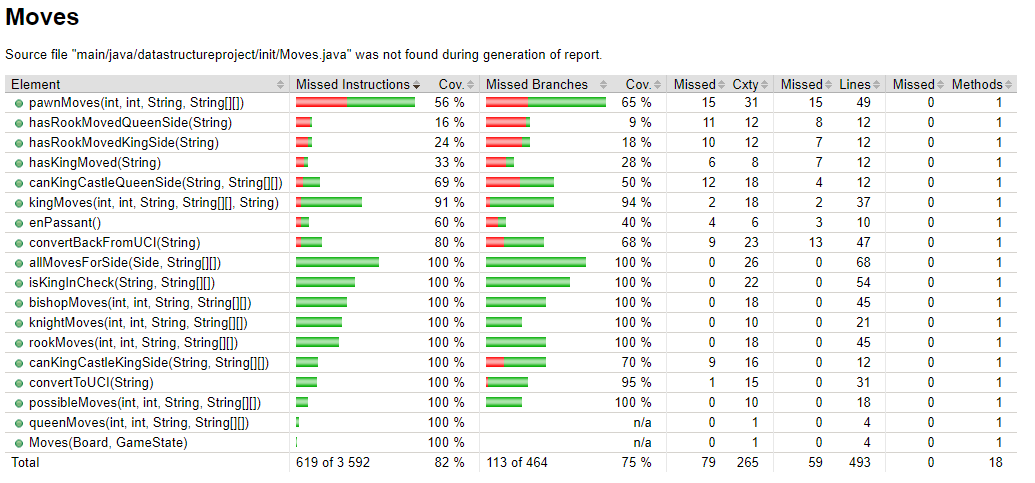 Moves
Source file "main/java/datastructureproject/init/Moves.java" was not found during generation of report.
Element Missed Instructions Cov. Missed Branches Cov. Missed Cxty Missed Lines Missed Methods
pawnMoves(int, int, String, String[][]) 56 % 65 % 15 31 15 49 0 1
hasRookMovedQueenSide(String) 16 % 9 % 11 12 8 12 0 1
hasRookMovedKingSide(String) 24 % 18 % 10 12 7 12 0 1
hasKingMoved(String) 33 % 28 % 6 8 7 12 0 1
canKingCastleQueenSide(String, String[][]) 69 % 50 % 12 18 4 12 0 1
kingMoves(int, int, String, String[][], String) 91 % 94 % 2 18 2 37 0 1
enPassant() 60 % 40 % 4 6 3 10 0 1
convertBackFromUCI(String) 80 % 68 % 9 23 13 47 0 1
allMovesForSide(Side, String[][]) 100 % 100 % 0 26 0 68 0 1
isKingInCheck(String, String[][]) 100 % 100 % 0 22 0 54 0 1
bishopMoves(int, int, String, String[][]) 100 % 100 % 0 18 0 45 0 1
knightMoves(int, int, String, String[][]) 100 % 100 % 0 10 0 21 0 1
rookMoves(int, int, String, String[][]) 100 % 100 % 0 18 0 45 0 1
canKingCastleKingSide(String, String[][]) 100 % 70 % 9 16 0 12 0 1
convertToUCI(String) 100 % 95 % 1 15 0 31 0 1
possibleMoves(int, int, String, String[][]) 100 % 100 % 0 10 0 18 0 1
queenMoves(int, int, String, String[][]) 100 % n/a 0 1 0 4 0 1
Moves(Board, GameState) 100 % n/a 0 1 0 4 0 1
Total 619 of 3 592 82 % 113 of 464 75 % 79 265 59 493 0 18